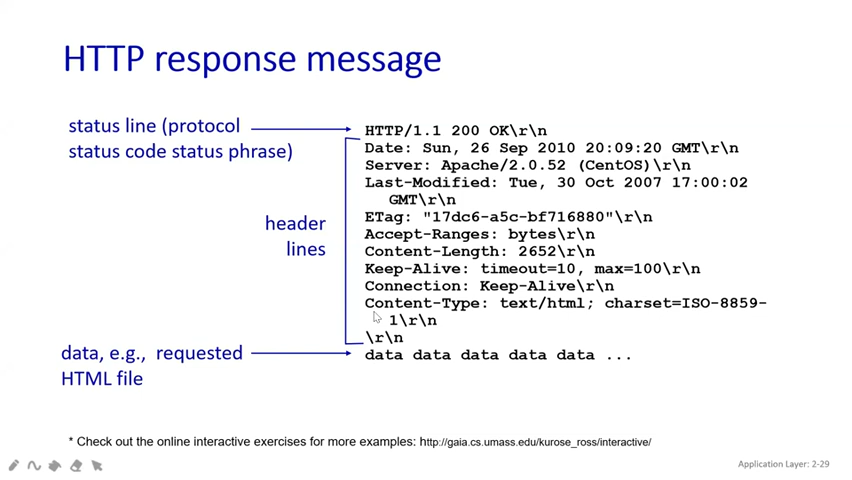 HTTP response message
status line (protocol
status code status phrase)
header
lines
data, e.g., requested
HTML file
HTTP/1.1 200 OK\r\n
Date: Sun, 26 Sep 2010 20:09:20 GMT\r\n
Server: Apache/2.0.52 (CentOS)\r\n
Last-Modified: Tue, 30 Oct 2007 17:00:02
GMT\r\n
ETag: "17dc6-a5c-bf716880"\r\n
Accept-Ranges: bytes\r\n
Content-Length: 2652\r\n
Keep-Alive: timeout=10, max=100\r\n
Connection: Keep-Alive\r\n
Content-Type: text/html; charset=ISO-8859-
1\r\n
\r\n
data data data data data ...
* Check out the online interactive exercises for more examples: http://gaia.cs.umass.edu/kurose_ross/interactive/
Application Layer: 2-29